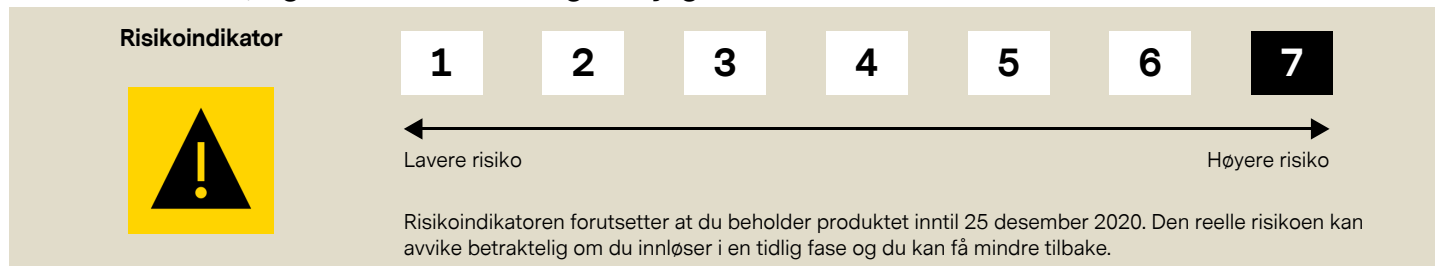 Risikoindikator
1 2 3 4 5 6 7
Lavere risiko Høyere risiko
Risikoindikatoren forutsetter at du beholder produktet inntil 25 desember 2020. Den reelle risikoen kan
avvike betraktelig om du innløser i en tidlig fase og du kan få mindre tilbake.